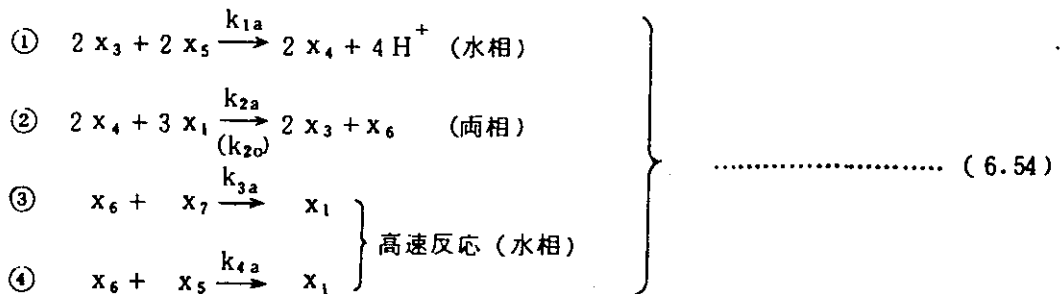 ① 2 x₃ + 2 x₅ —k₁ₐ→ 2 x₄ + 4 H⁺ (水相)
② 2 x₄ + 3 x₁ —k₂ₐ (k₂ₒ)→ 2 x₃ + x₆ (両相)
③ x₆ + x₇ —k₃ₐ→ x₁
高速反応 (水相)
④ x₆ + x₅ —k₄ₐ→ x₁
........................ ( 6.54 )